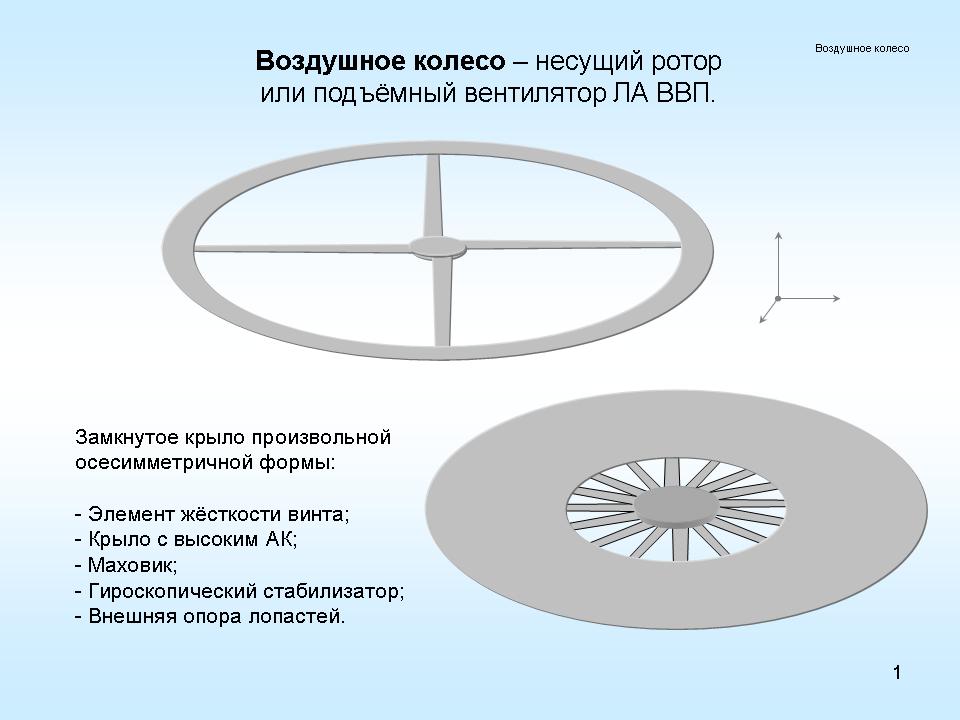 Воздушное колесо
Воздушное колесо – несущий ротор
или подъёмный вентилятор ЛА ВВП.
Замкнутое крыло произвольной
осесимметричной формы:
- Элемент жёсткости винта;
- Крыло с высоким АК;
- Маховик;
- Гироскопический стабилизатор;
- Внешняя опора лопастей.
1